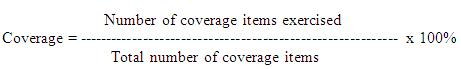 Number of coverage items exercised
Coverage = ------------------------------------------------------------ x 100%
Total number of coverage items